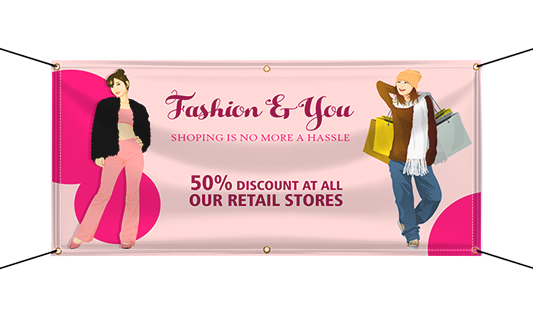 Fashion & You
SHOPING IS NO MORE A HASSLE
50% DISCOUNT AT ALL
OUR RETAIL STORES